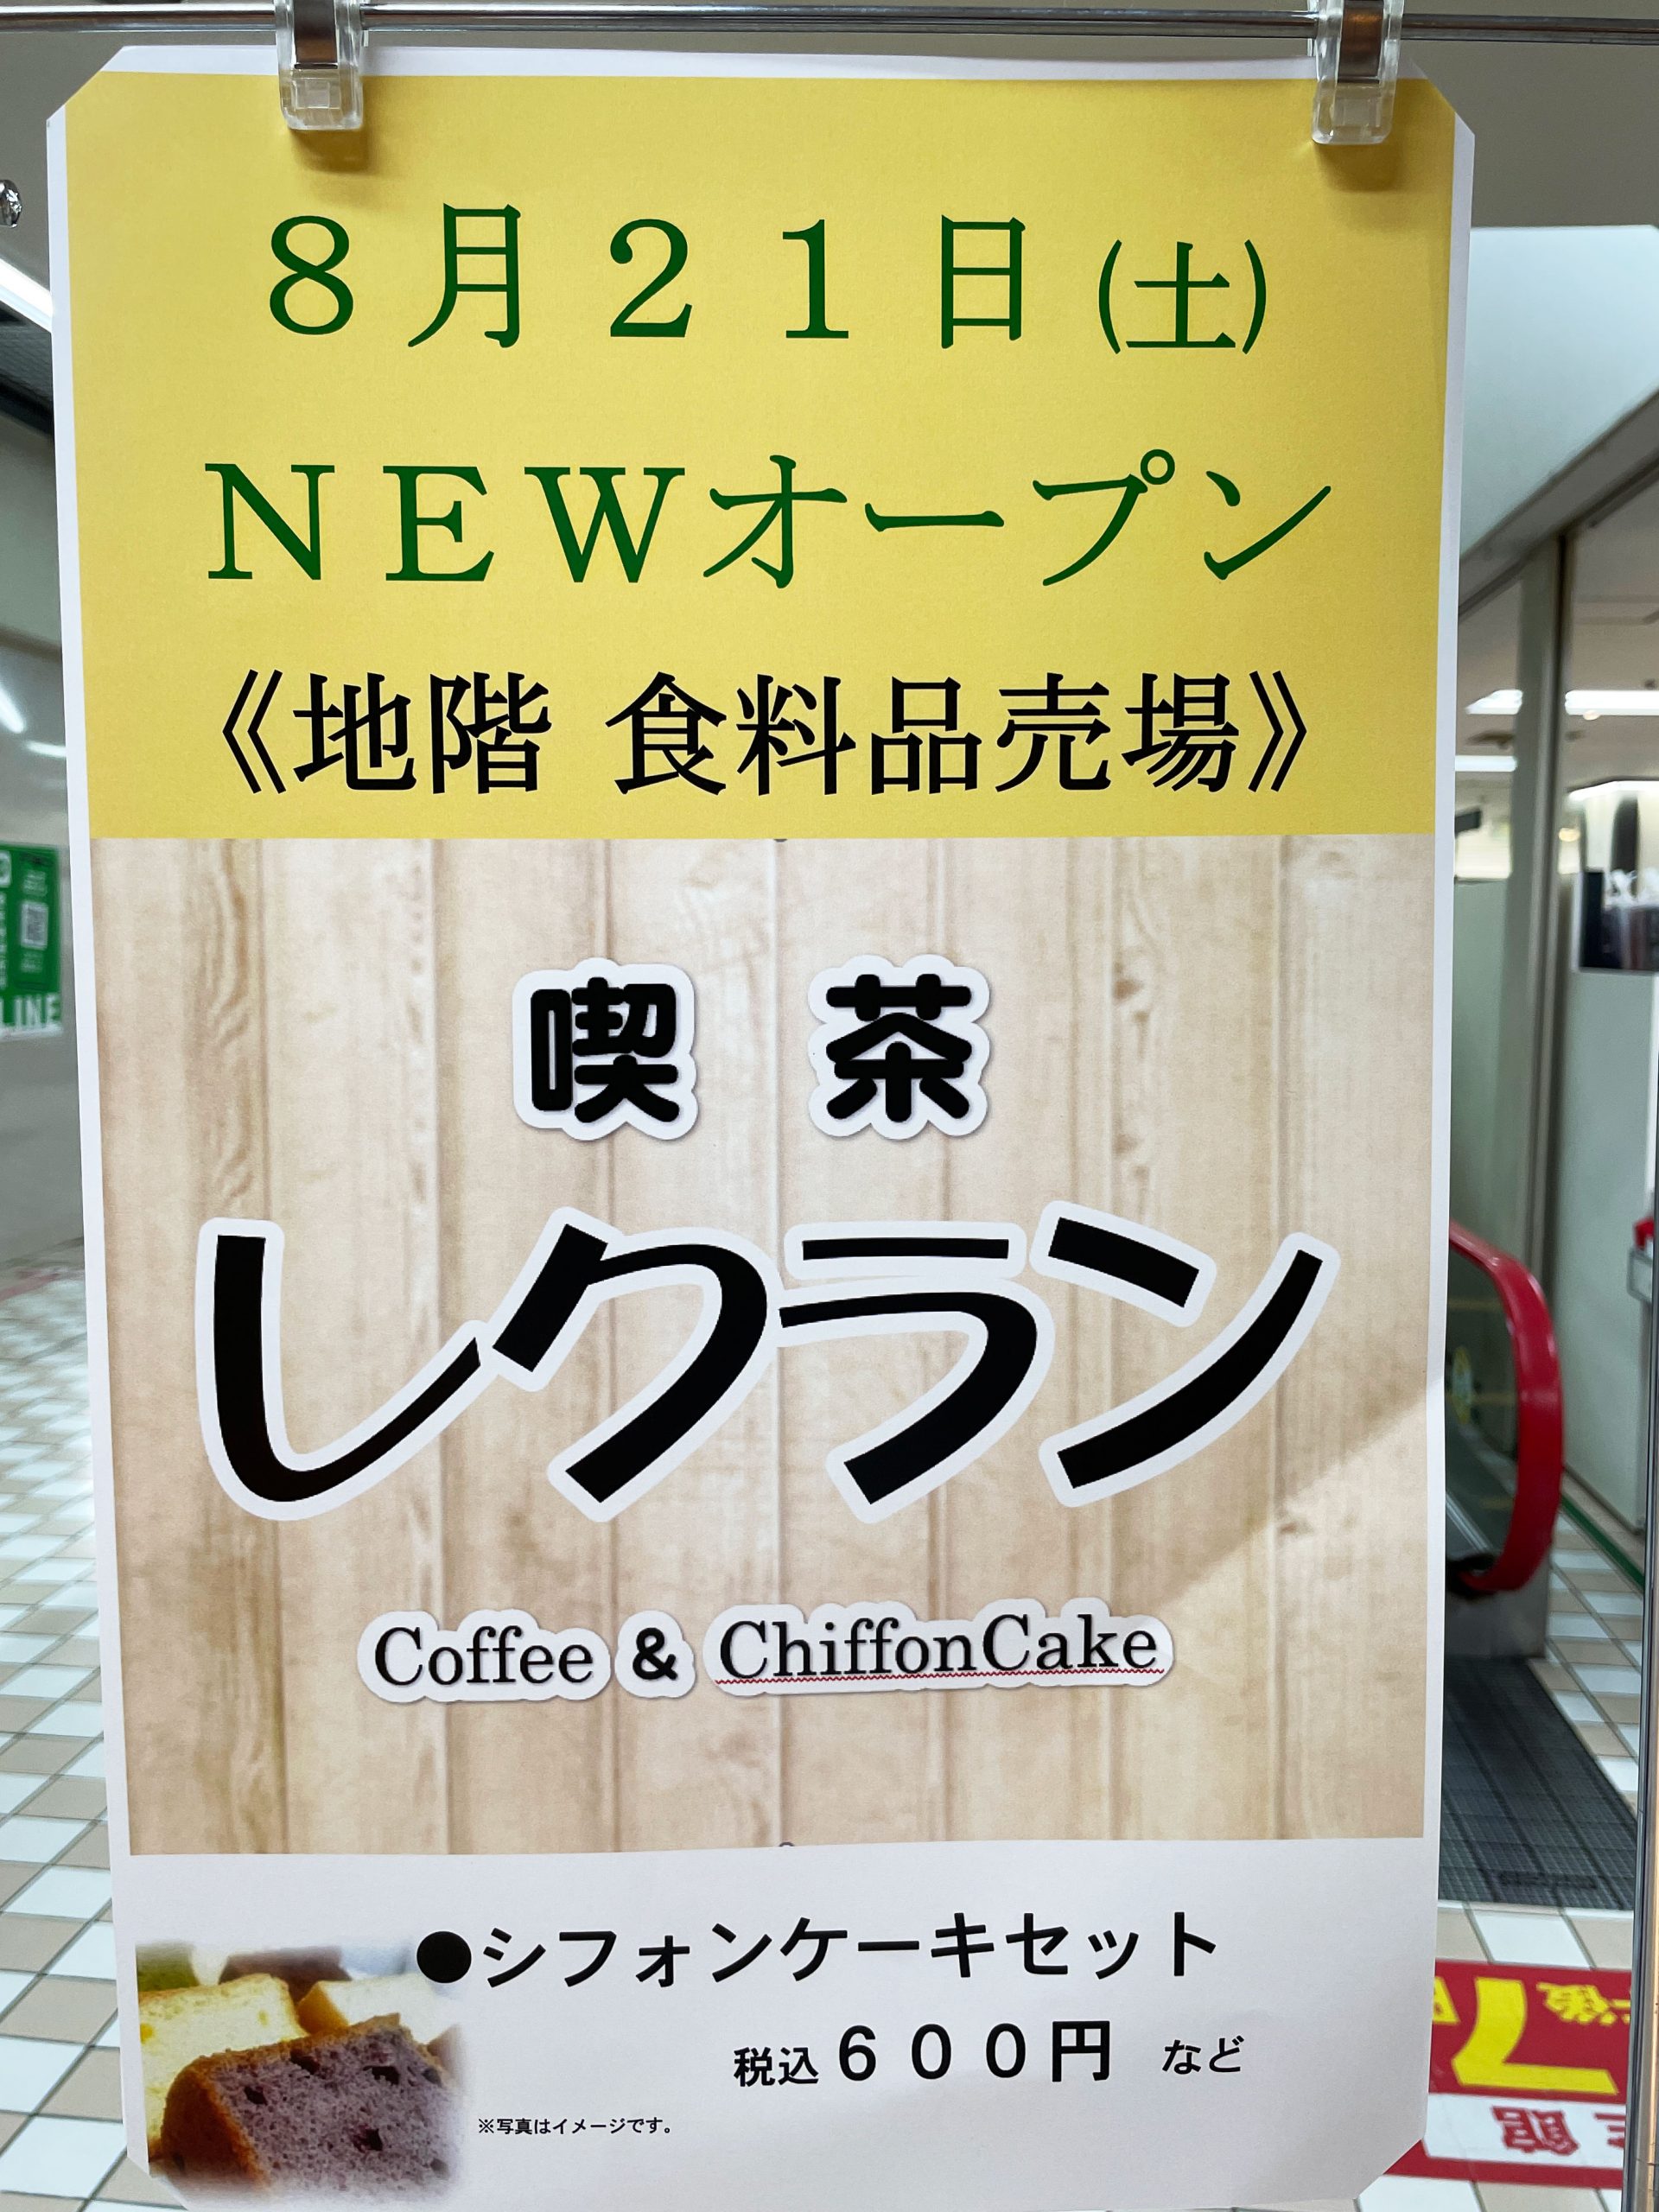 ８月２１日(土)
ＮＥＷオープン
《地階 食料品売場》
喫茶
レクラン
Coffee & ChiffonCake
●シフォンケーキセット
税込６００円 など
※写真はイメージです。
LINE